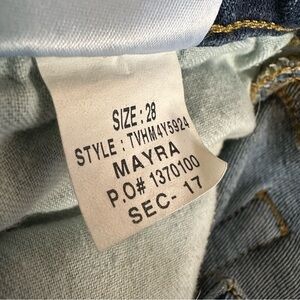 SIZE: 28
STYLE: TVHM4Y5924
MAYRA
P.O# 1370100
SEC- 17